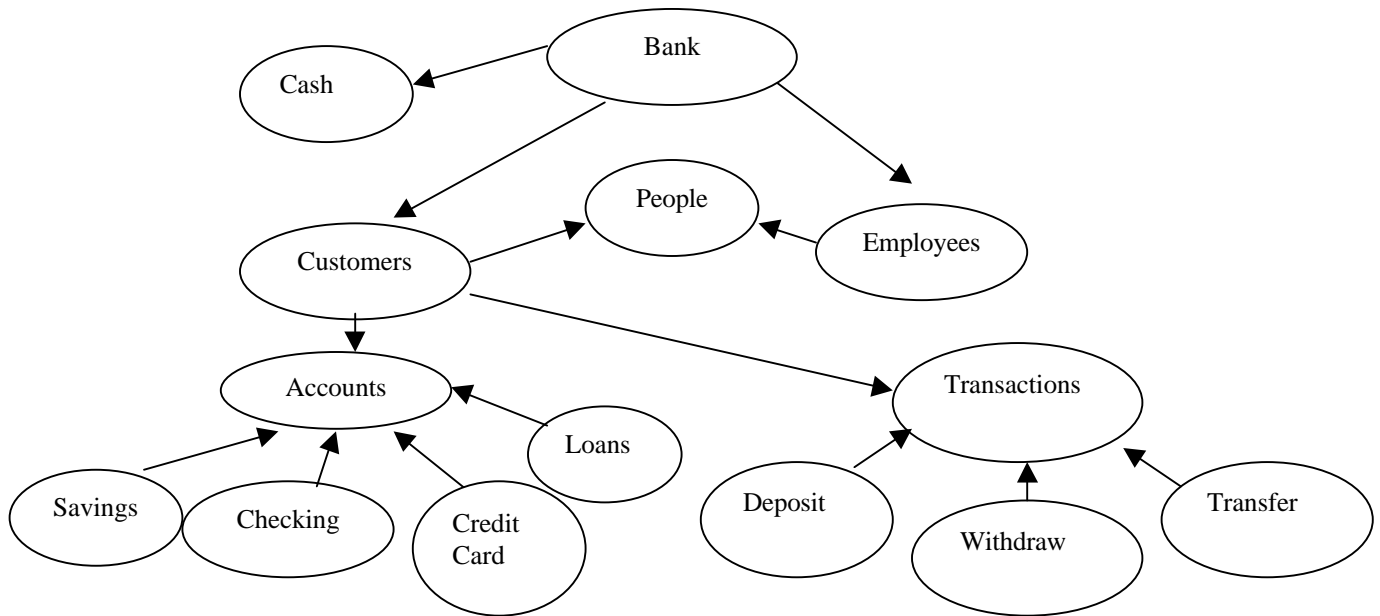 Bank
Cash
People
Employees
Customers
Accounts
Transactions
Loans
Savings
Checking
Credit
Card
Deposit
Withdraw
Transfer